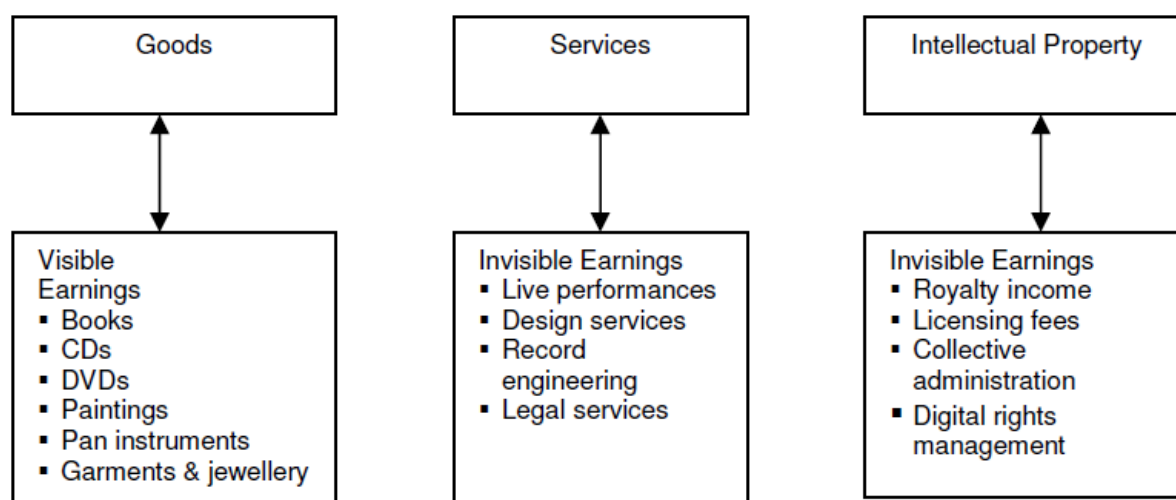 Goods
Services
Intellectual Property
Visible
Earnings
▪ Books
▪ CDs
▪ DVDs
▪ Paintings
▪ Pan instruments
▪ Garments & jewellery
Invisible Earnings
▪ Live performances
▪ Design services
▪ Record
engineering
▪ Legal services
Invisible Earnings
▪ Royalty income
▪ Licensing fees
▪ Collective
administration
▪ Digital rights
management